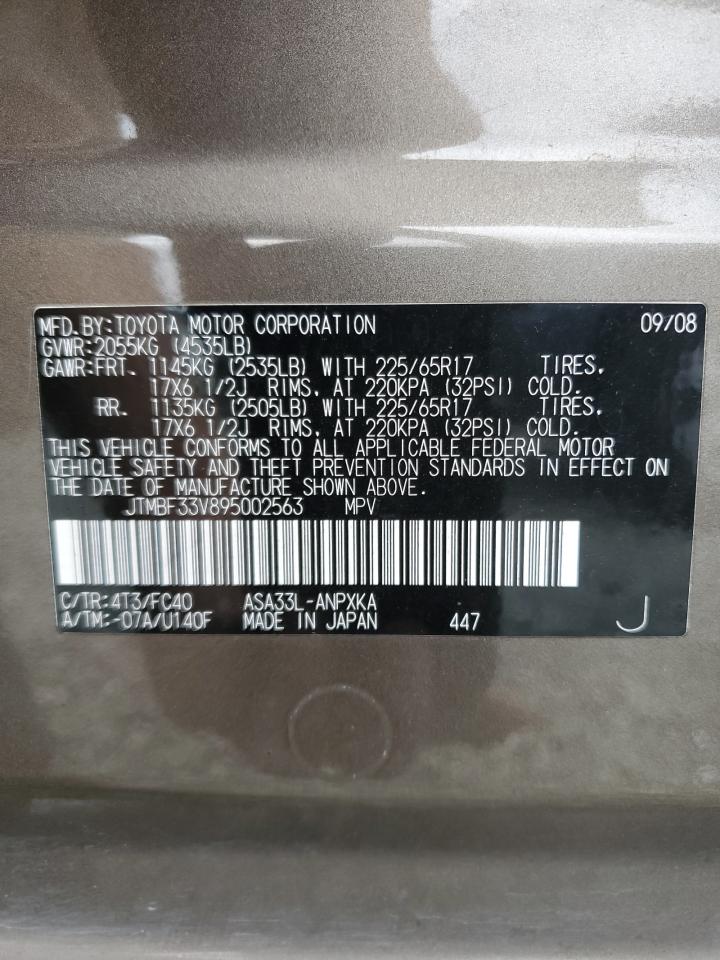 MFD.BY:TOYOTA MOTOR CORPORATION 09/08
GVWR:2055KG (4535LB)
GAWR:FRT. 1145KG (2535LB) WITH 225/65R17 TIRES.
17X6 1/2J RIMS, AT 220KPA (32PSI) COLD.
RR. 1135KG (2505LB) WITH 225/65R17 TIRES.
17X6 1/2J RIMS, AT 220KPA (32PSI) COLD.
THIS VEHICLE CONFORMS TO ALL APPLICABLE FEDERAL MOTOR
VEHICLE SAFETY AND THEFT PREVENTION STANDARDS IN EFFECT ON
THE DATE OF MANUFACTURE SHOWN ABOVE.
JTMBF33V895002563 MPV
C/TR:4T3/FC40 ASA33L-ANPXKA
A/TM:-07A/U140F MADE IN JAPAN 447 J